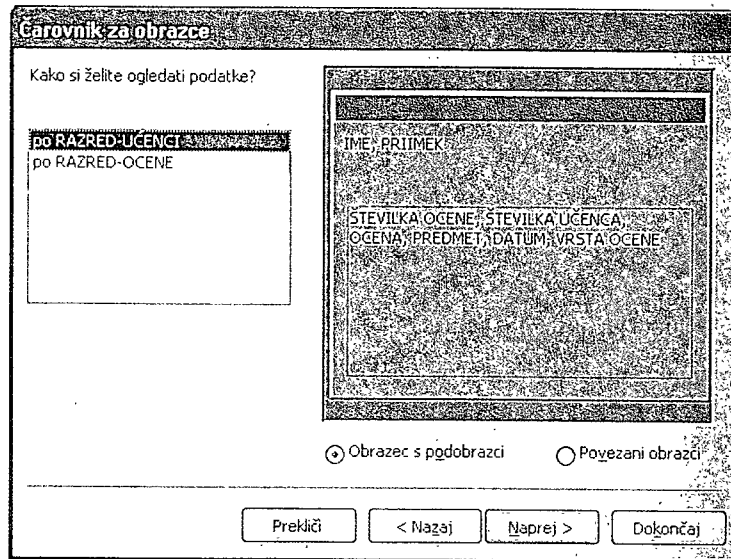 Čarovnik za obrazce
Kako si želite ogledati podatke?
po RAZRED-UČENCI
po RAZRED-OCENE
IME, PRIIMEK
ŠTEVILKA OCENE, ŠTEVILKA UČENCA,
OCENA, PREDMET, DATUM, VRSTA OCENE
Obrazec s podobrazci
Povezani obrazci
Prekliči
< Nazaj
Naprej >
Dokončaj